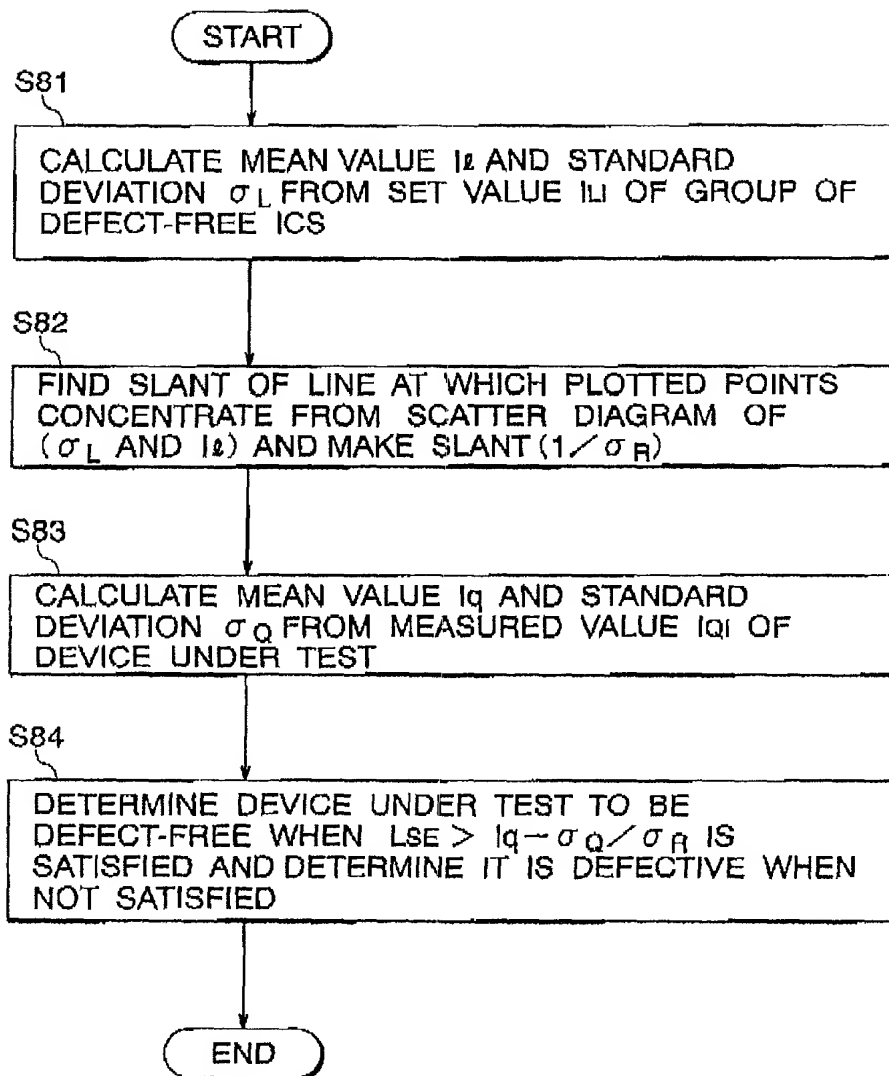 START
S81
CALCULATE MEAN VALUE Iℓ AND STANDARD
DEVIATION σL FROM SET VALUE ILI OF GROUP OF
DEFECT-FREE ICS
S82
FIND SLANT OF LINE AT WHICH PLOTTED POINTS
CONCENTRATE FROM SCATTER DIAGRAM OF
(σL AND Iℓ) AND MAKE SLANT (1/σR)
S83
CALCULATE MEAN VALUE Iq AND STANDARD
DEVIATION σQ FROM MEASURED VALUE IQI OF
DEVICE UNDER TEST
S84
DETERMINE DEVICE UNDER TEST TO BE
DEFECT-FREE WHEN LSE > Iq-σQ/σR IS
SATISFIED AND DETERMINE IT IS DEFECTIVE WHEN
NOT SATISFIED
END